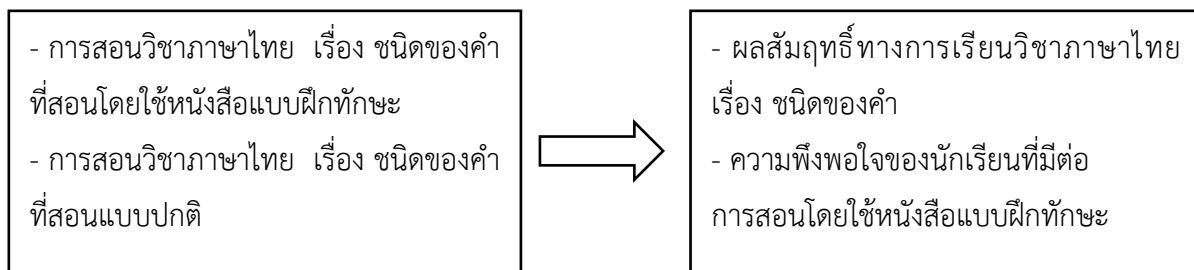 - การสอนวิชาภาษาไทย เรื่อง ชนิดของคำ
ที่สอนโดยใช้หนังสือแบบฝึกทักษะ
- การสอนวิชาภาษาไทย เรื่อง ชนิดของคำ
ที่สอนแบบปกติ
- ผลสัมฤทธิ์ทางการเรียนวิชาภาษาไทย
เรื่อง ชนิดของคำ
- ความพึงพอใจของนักเรียนที่มีต่อ
การสอนโดยใช้หนังสือแบบฝึกทักษะ